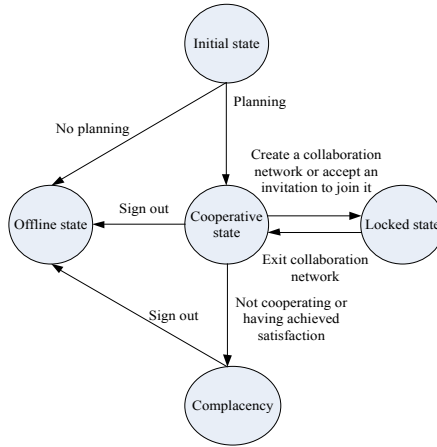 Initial state
No planning
Planning
Create a collaboration
network or accept an
invitation to join it
Offline state
Sign out
Cooperative
state
Locked state
Exit collaboration
network
Not cooperating or
having achieved
satisfaction
Sign out
Complacency